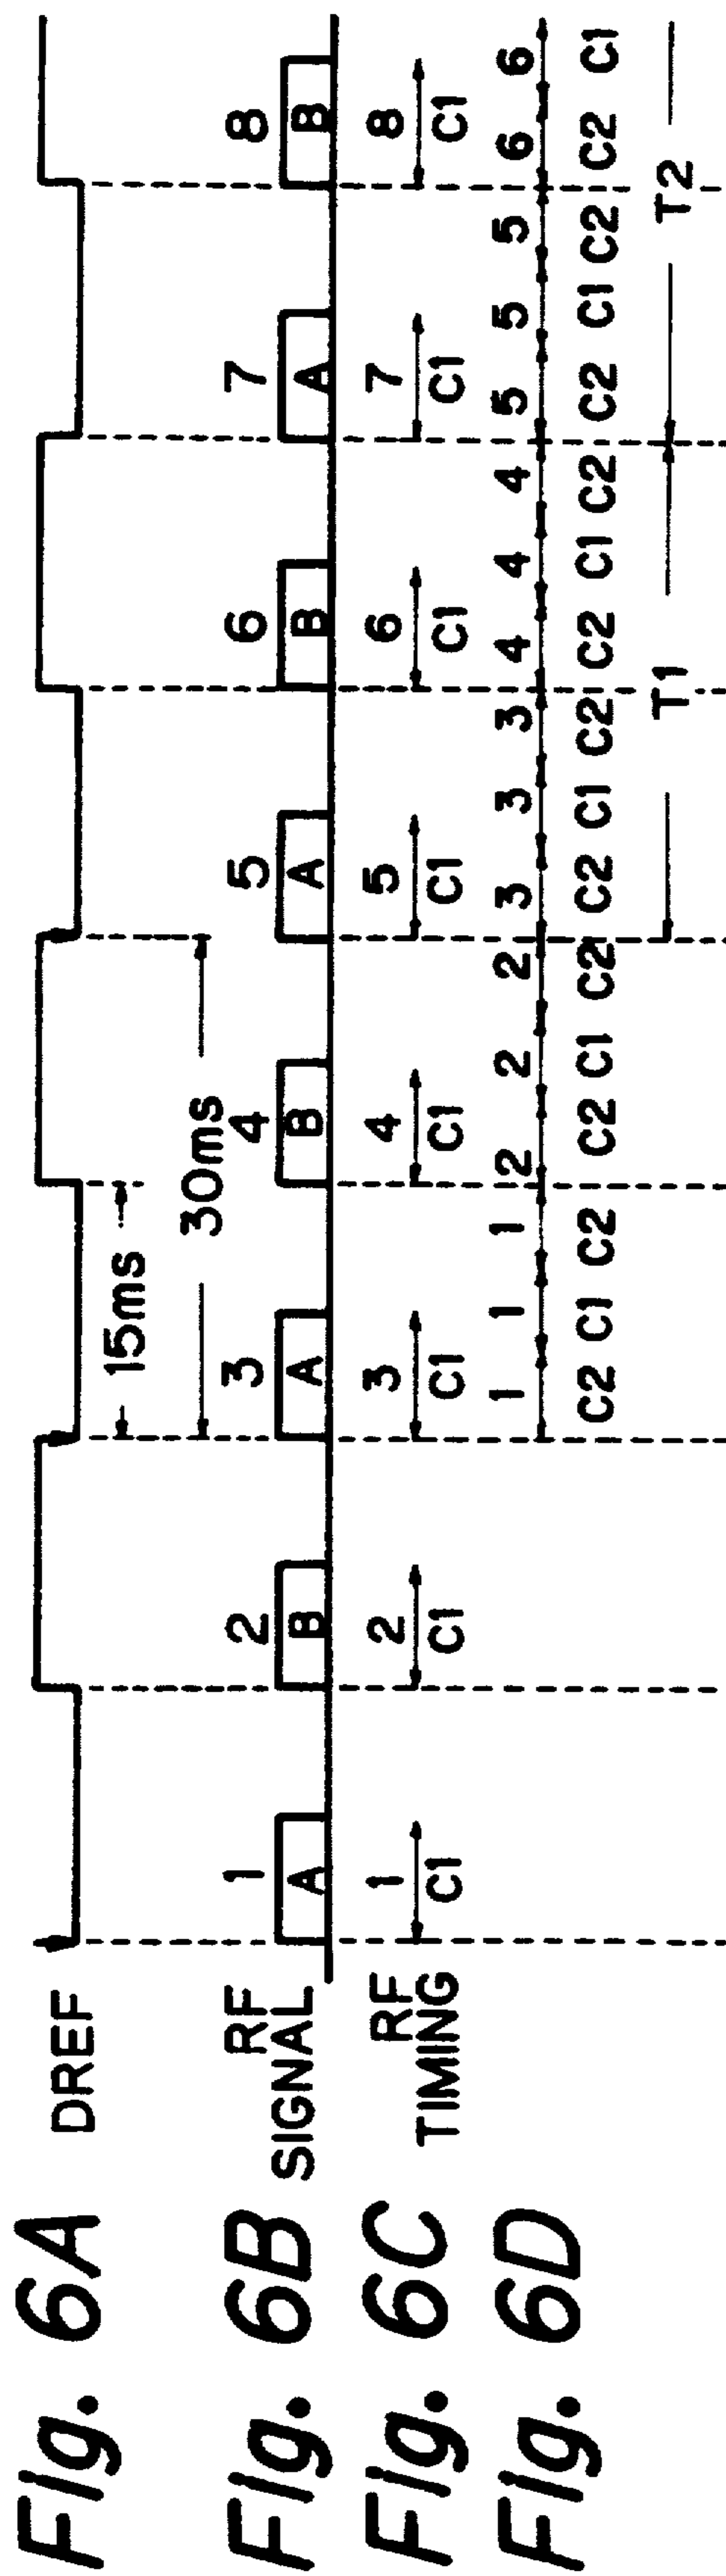 Fig. 6A DREF
15ms
30ms
Fig. 6B RF SIGNAL
1 2 3 4 5 6 7 8
A B A B A B A B
Fig. 6C RF TIMING
1 2 3 4 5 6 7 8
C1 C1 C1 C1 C1 C1 C1 C1
Fig. 6D
1 1 1 2 2 2 3 3 3 4 4 4 5 5 5 6 6
C2 C1 C2 C2 C1 C2 C2 C1 C2 C2 C1 C2 C2 C1 C2 C2 C1
T1 T2